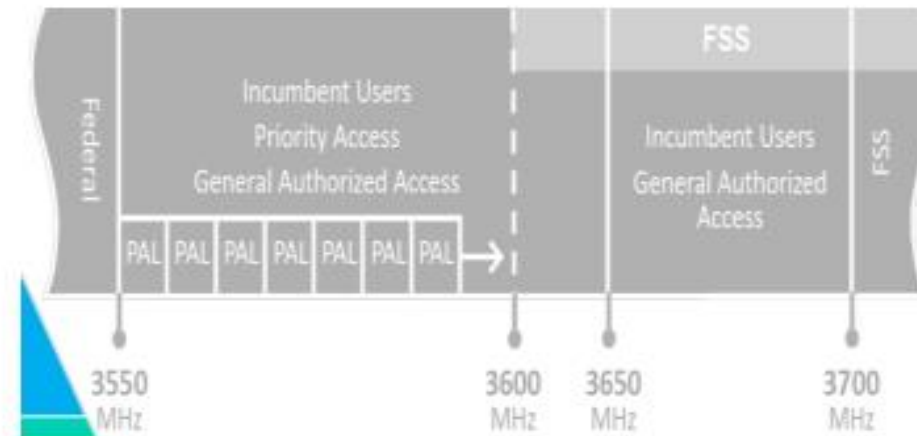 FSS
Federal
Incumbent Users
Priority Access
General Authorized Access
Incumbent Users
General Authorized
Access
FSS
PAL PAL PAL PAL PAL PAL PAL
3550
MHz
3600
MHz
3650
MHz
3700
MHz